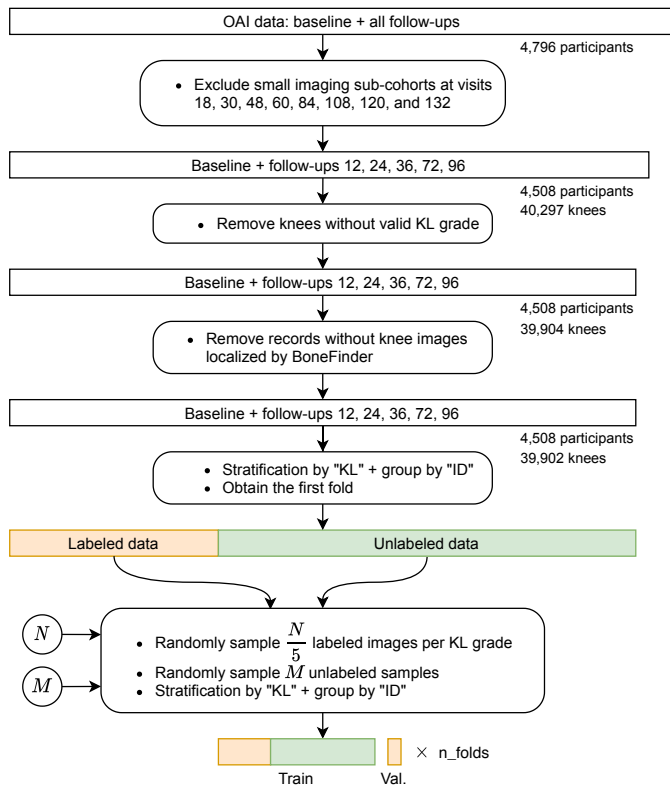 OAI data: baseline + all follow-ups
4,796 participants
• Exclude small imaging sub-cohorts at visits
18, 30, 48, 60, 84, 108, 120, and 132
Baseline + follow-ups 12, 24, 36, 72, 96
4,508 participants
40,297 knees
• Remove knees without valid KL grade
Baseline + follow-ups 12, 24, 36, 72, 96
4,508 participants
39,904 knees
• Remove records without knee images
localized by BoneFinder
Baseline + follow-ups 12, 24, 36, 72, 96
4,508 participants
39,902 knees
• Stratification by "KL" + group by "ID"
• Obtain the first fold
Labeled data Unlabeled data
N
• Randomly sample N/5 labeled images per KL grade
M
• Randomly sample M unlabeled samples
• Stratification by "KL" + group by "ID"
× n_folds
Train Val.